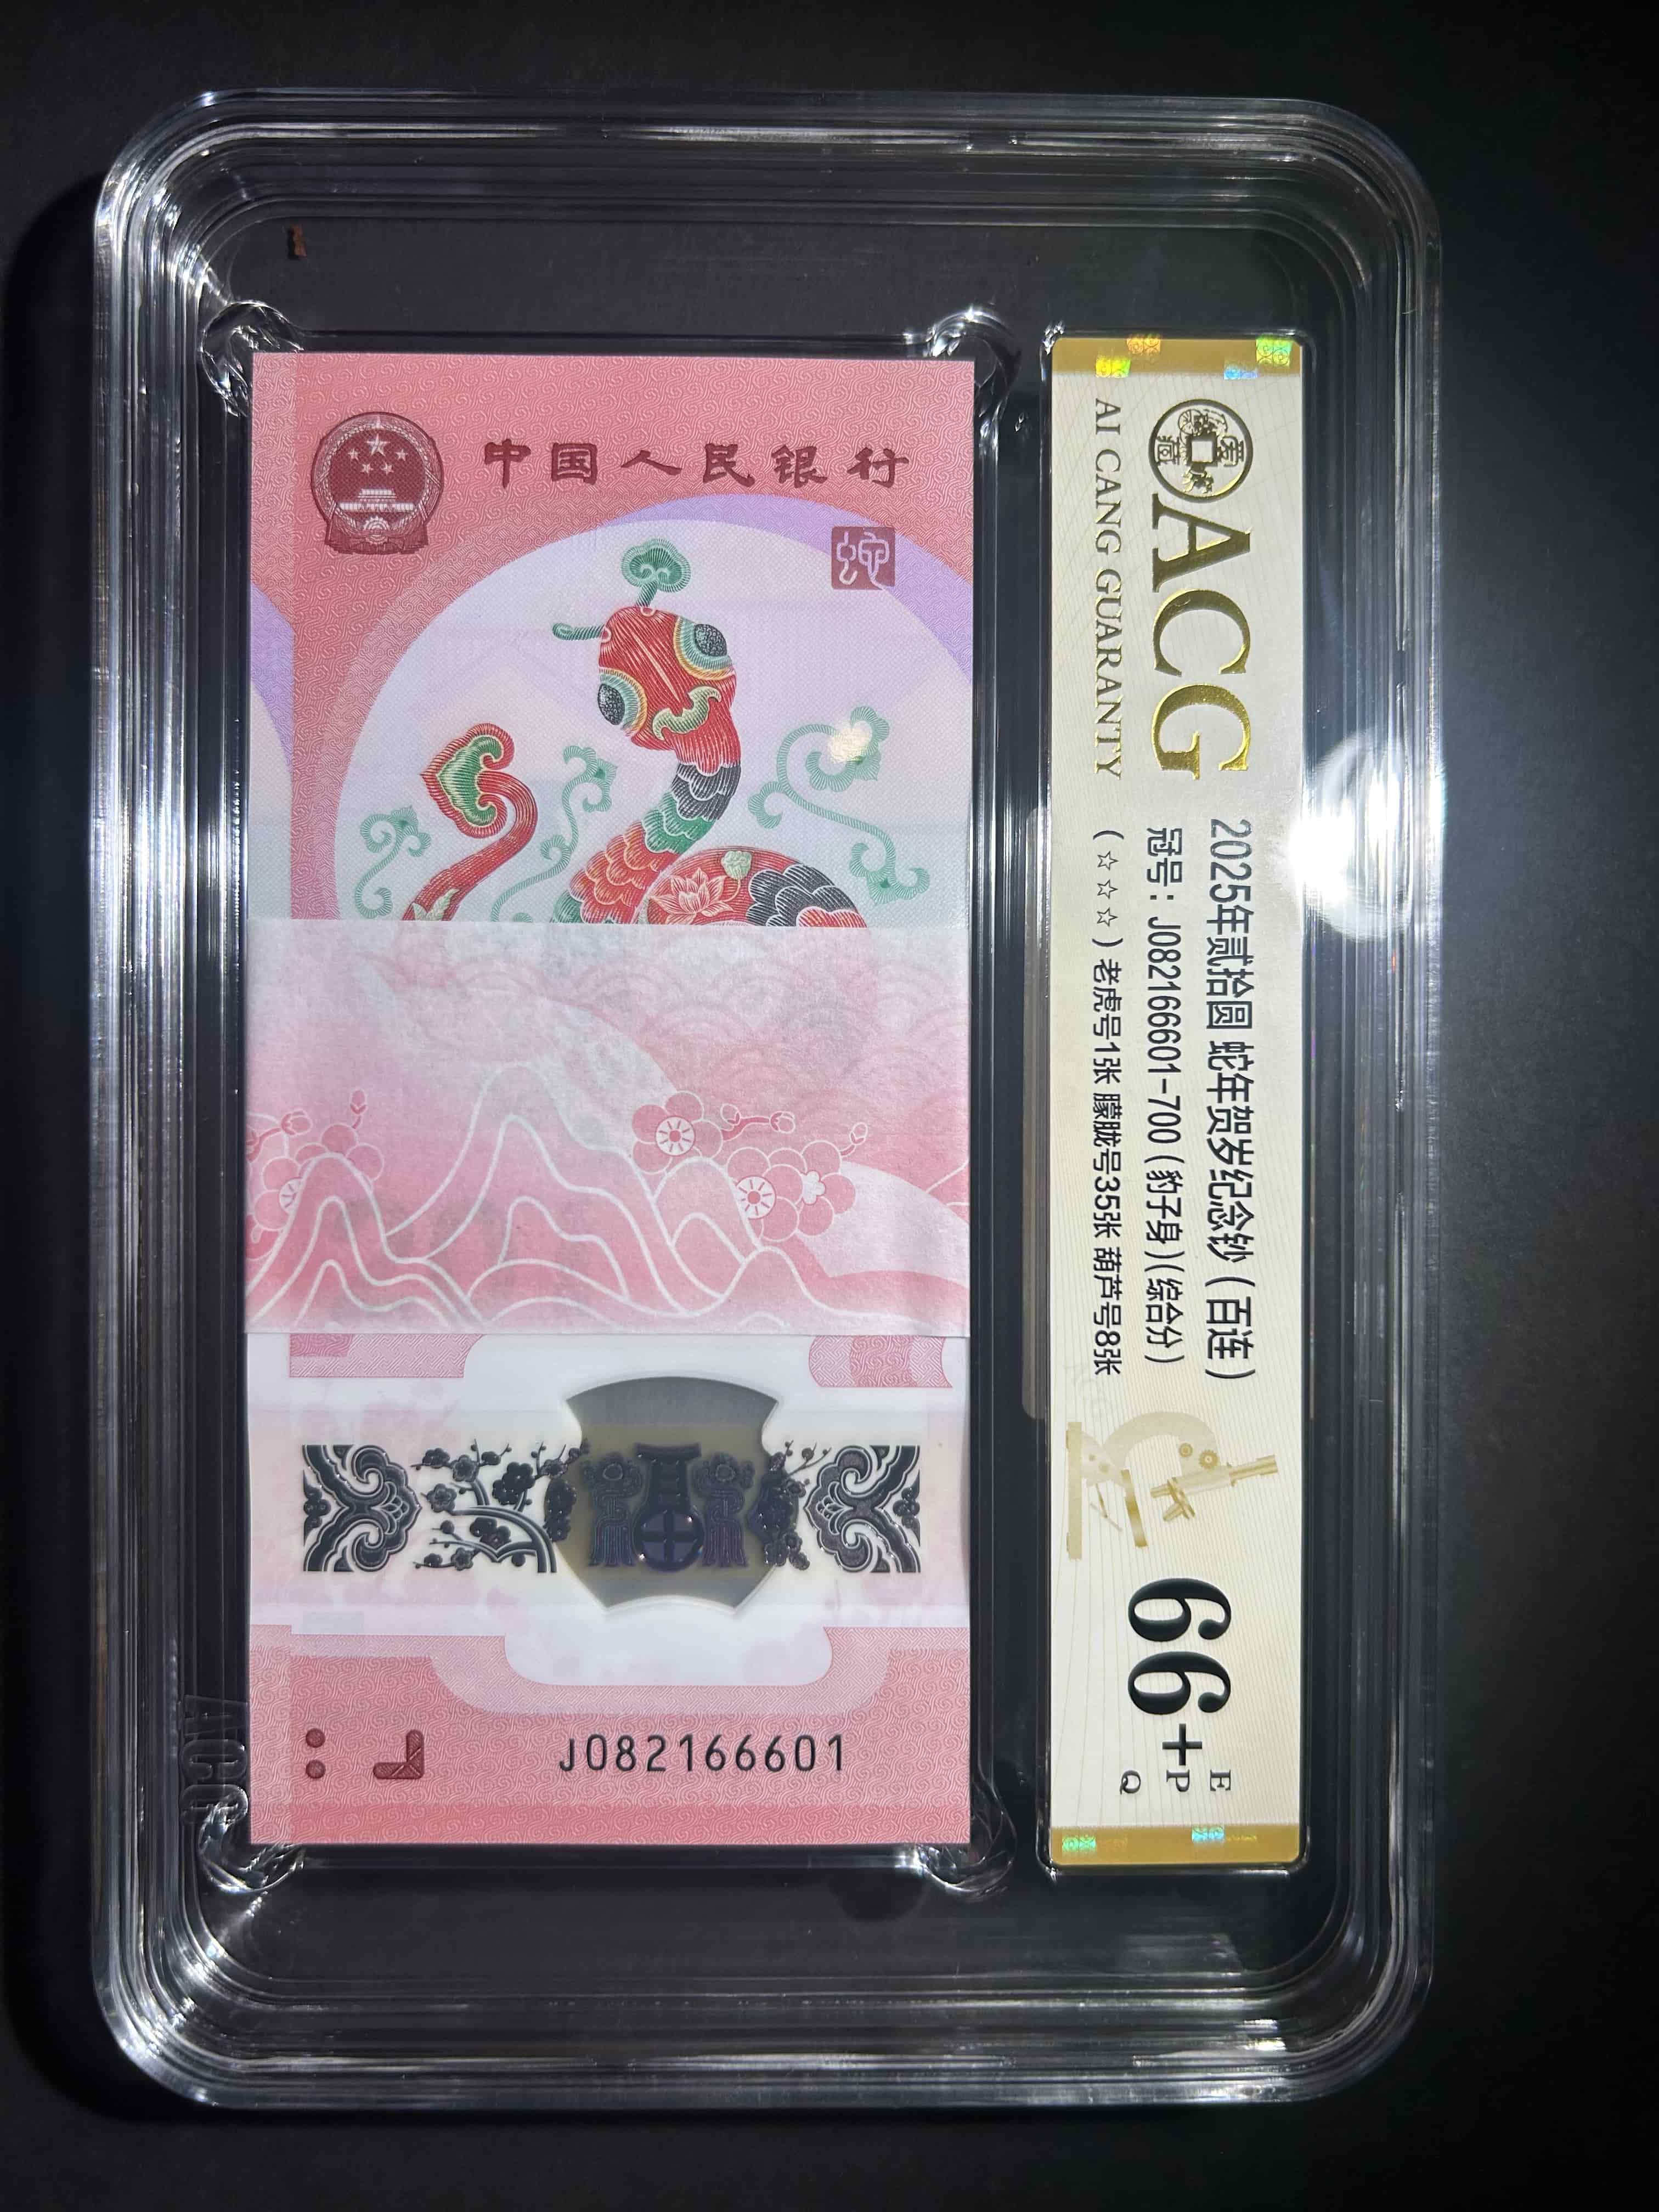 中国人民银行
蛇
J082166601
ACG
AI CANG GUARANTY
2025年贰拾圆 蛇年贺岁纪念钞（百连）
冠号：J082166601-700（豹子身）（综合分）
（☆☆☆）老虎号1张 朦胧号35张 葫芦号8张
66+
E
P
Q
ACG